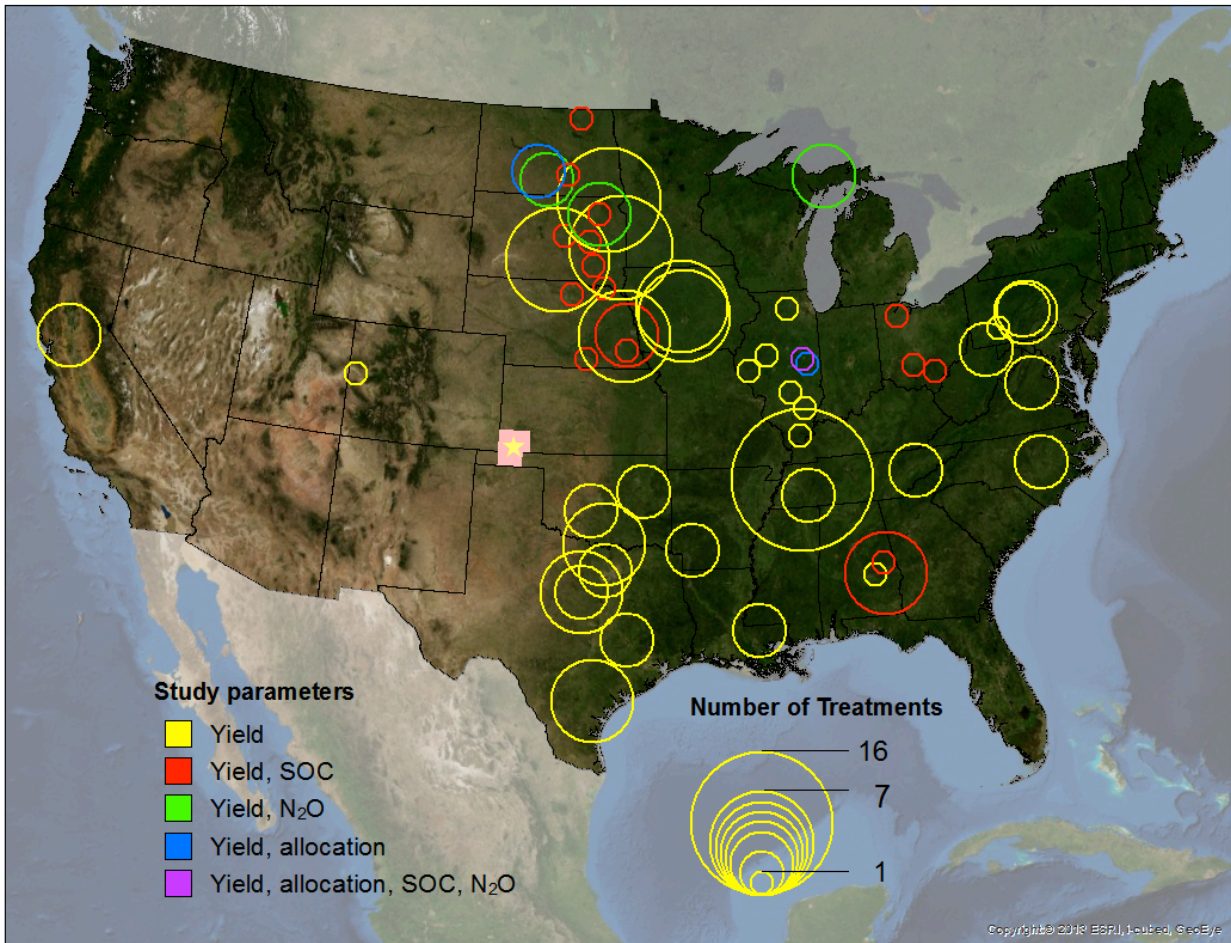 Study parameters
Yield
Yield, SOC
Yield, N₂O
Yield, allocation
Yield, allocation, SOC, N₂O
Number of Treatments
16
7
1
Copyright:© 2013 ESRI, i-cubed, GeoEye